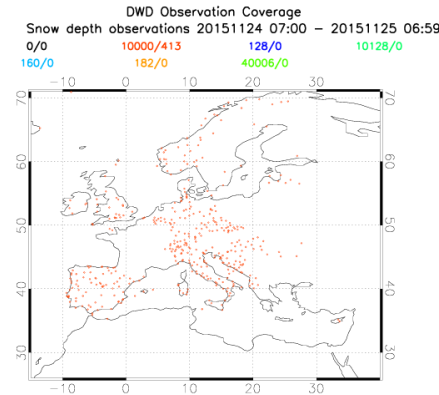 DWD Observation Coverage
Snow depth observations 20151124 07:00 – 20151125 06:59
0/0 10000/413 128/0 10128/0
160/0 182/0 40006/0
-10 0 10 20 30
70 70
60 60
50 50
40 40
30 30
-10 0 10 20 30